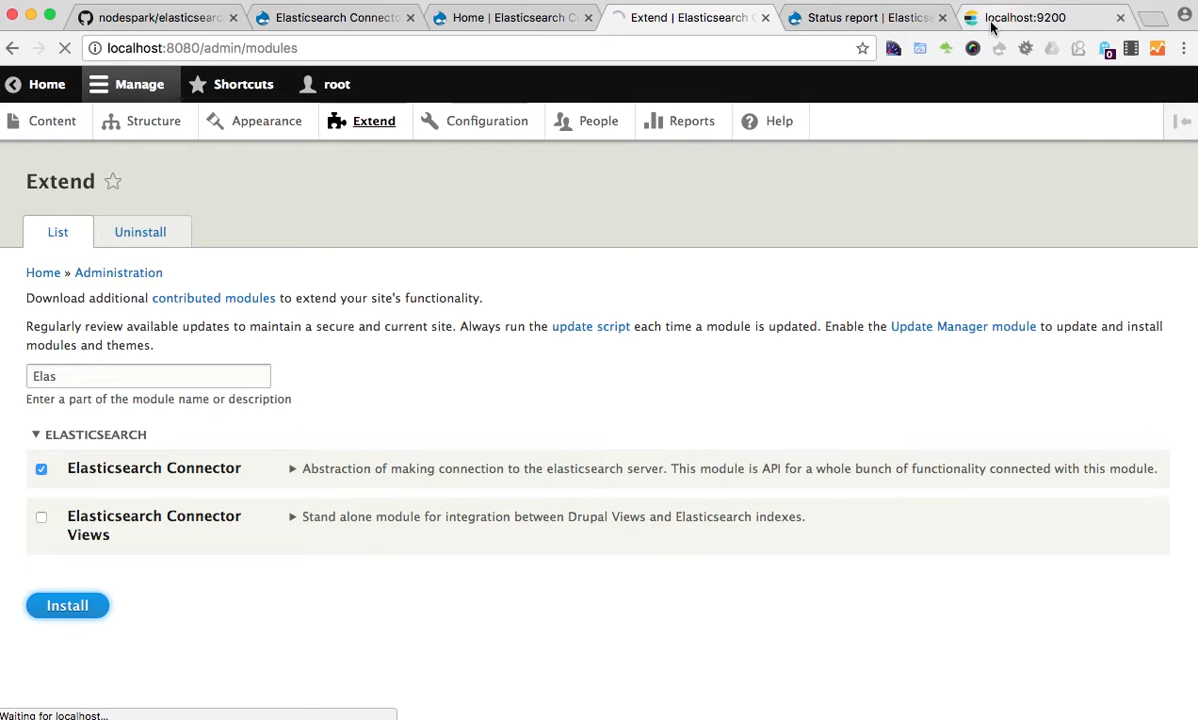 nodespark/elasticsearc
Elasticsearch Connecto
Home | Elasticsearch C
Extend | Elasticsearch
Status report | Elasticse
localhost:9200
localhost:8080/admin/modules
0
Home
Manage
Shortcuts
root
Content
Structure
Appearance
Extend
Configuration
People
Reports
Help
Extend
List
Uninstall
Home » Administration
Download additional contributed modules to extend your site's functionality.
Regularly review available updates to maintain a secure and current site. Always run the update script each time a module is updated. Enable the Update Manager module to update and install
modules and themes.
Elas
Enter a part of the module name or description
ELASTICSEARCH
Elasticsearch Connector
Abstraction of making connection to the elasticsearch server. This module is API for a whole bunch of functionality connected with this module.
Elasticsearch Connector
Views
Stand alone module for integration between Drupal Views and Elasticsearch indexes.
Install
Waiting for localhost...